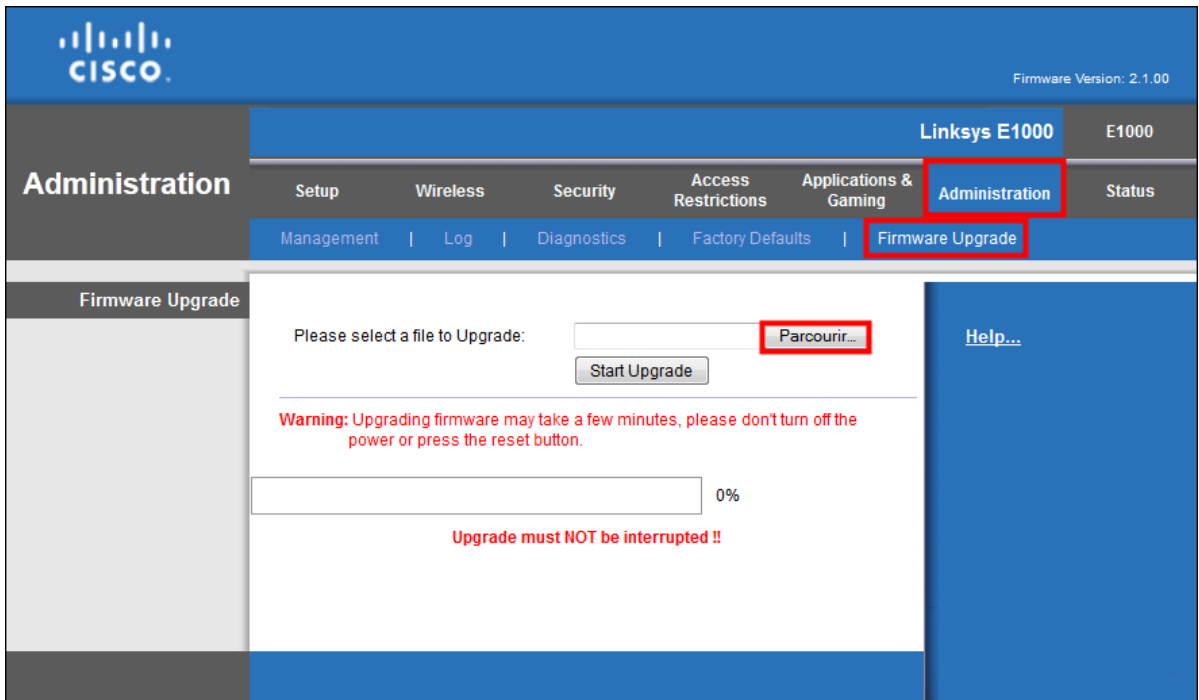 CISCO.
Firmware Version: 2.1.00
Linksys E1000 E1000
Administration
Setup Wireless Security Access Restrictions Applications & Gaming Administration Status
Management | Log | Diagnostics | Factory Defaults | Firmware Upgrade
Firmware Upgrade
Please select a file to Upgrade: Parcourir...
Start Upgrade
Help...
Warning: Upgrading firmware may take a few minutes, please don't turn off the
power or press the reset button.
0%
Upgrade must NOT be interrupted !!